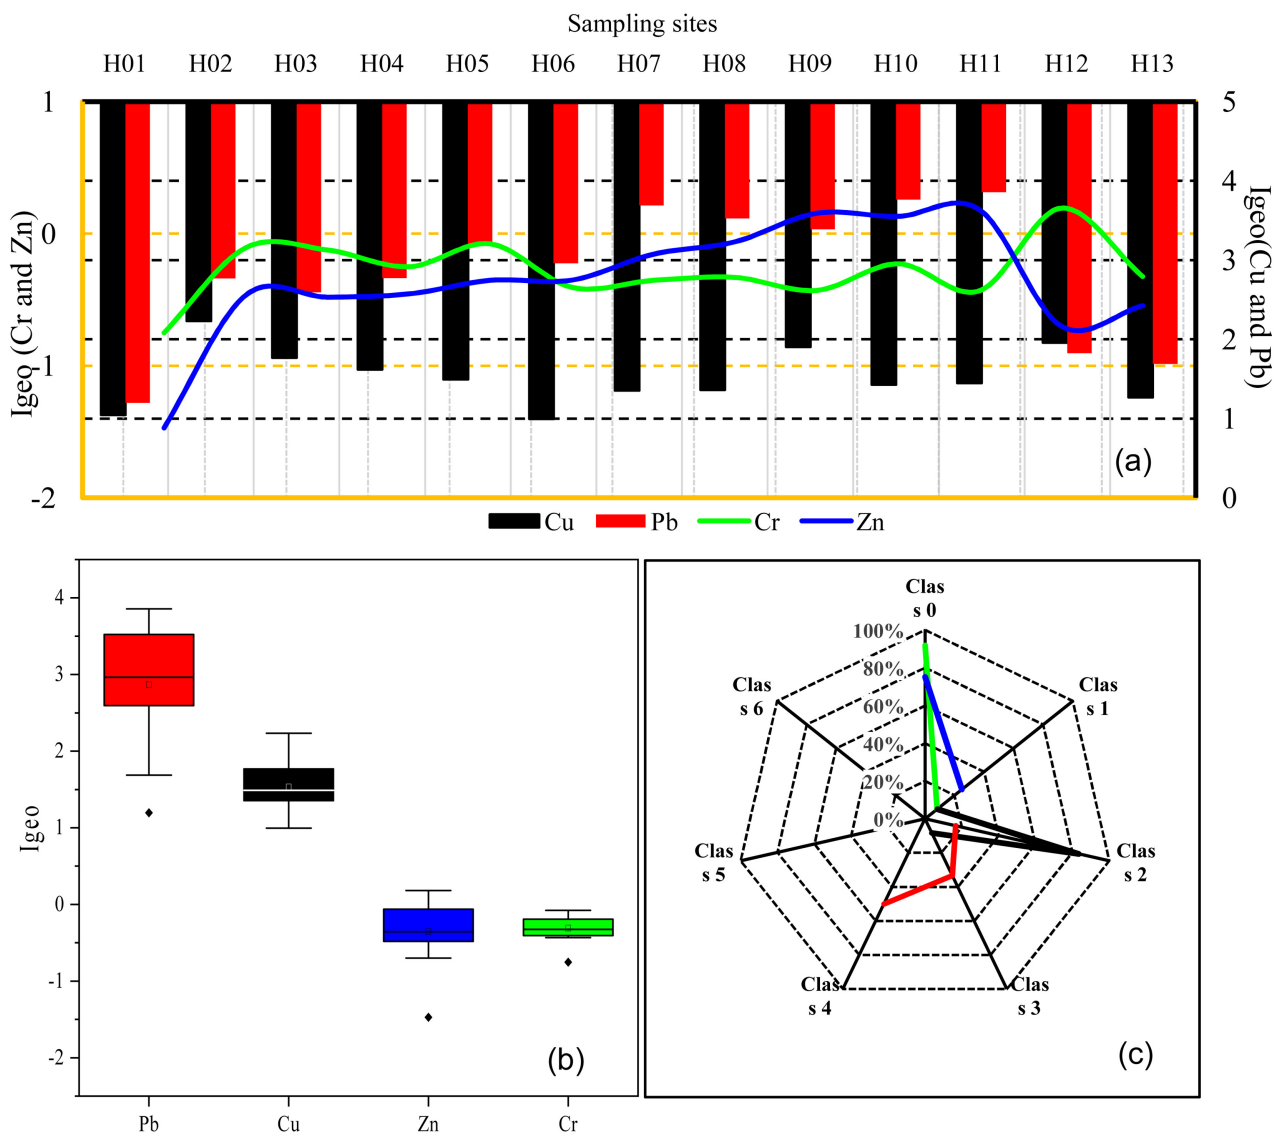 Sampling sites
H01 H02 H03 H04 H05 H06 H07 H08 H09 H10 H11 H12 H13
Igeo (Cr and Zn)
1
0
-1
-2
5
4
3
2
1
0
Igeo(Cu and Pb)
(a)
Cu Pb Cr Zn
Igeo
4
3
2
1
0
-1
-2
Pb Cu Zn Cr
(b)
Clas
s 0
Clas
s 1
Clas
s 2
Clas
s 3
Clas
s 4
Clas
s 5
Clas
s 6
100%
80%
60%
40%
20%
0%
(c)